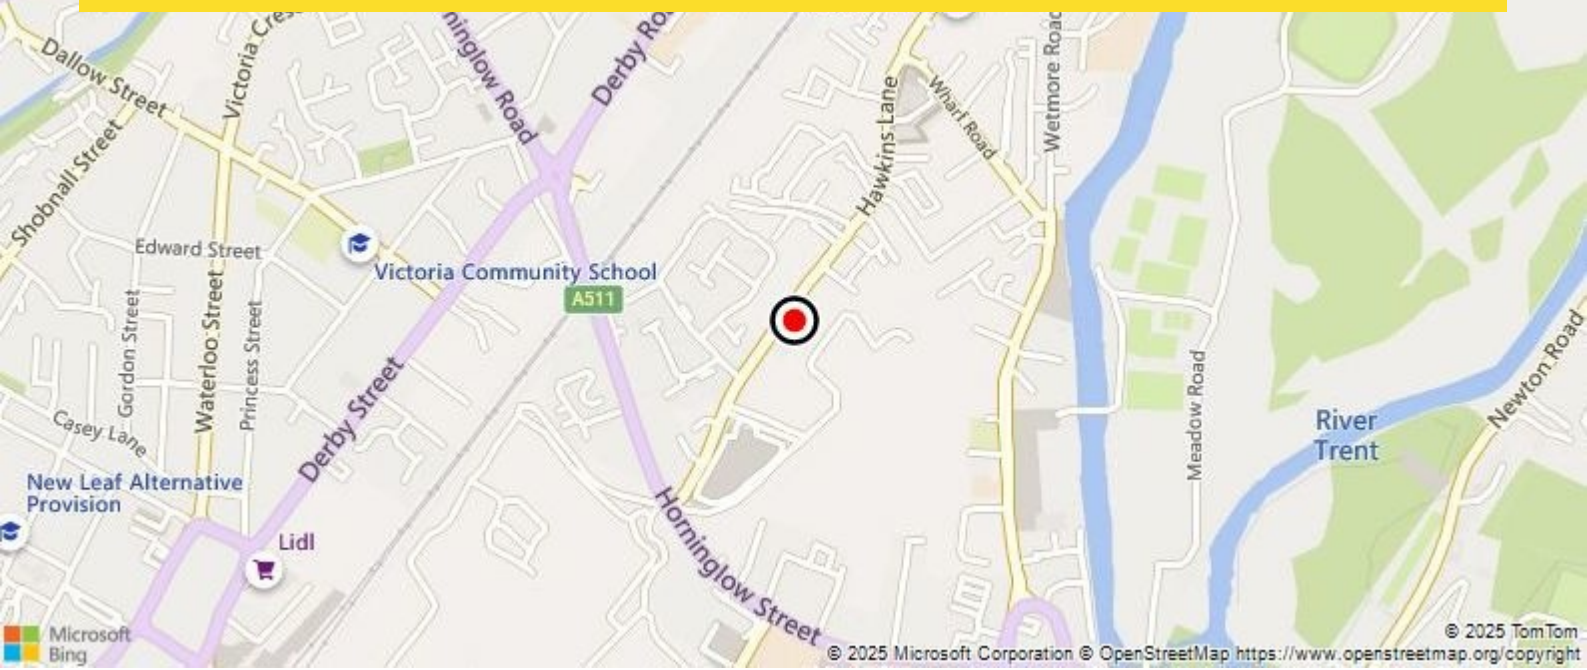 Horninglow Road
Derby Road
Dallow Street
Victoria Cres
Shobnall Street
Hawkins Lane
Wharf Road
Wetmore Road
Edward Street
Victoria Community School
A511
Gordon Street
Waterloo Street
Princess Street
Derby Street
Casey Lane
Meadow Road
River
Trent
Newton Road
New Leaf Alternative
Provision
Lidl
Horninglow Street
Microsoft
Bing
© 2025 TomTom
© 2025 Microsoft Corporation © OpenStreetMap https://www.openstreetmap.org/copyright